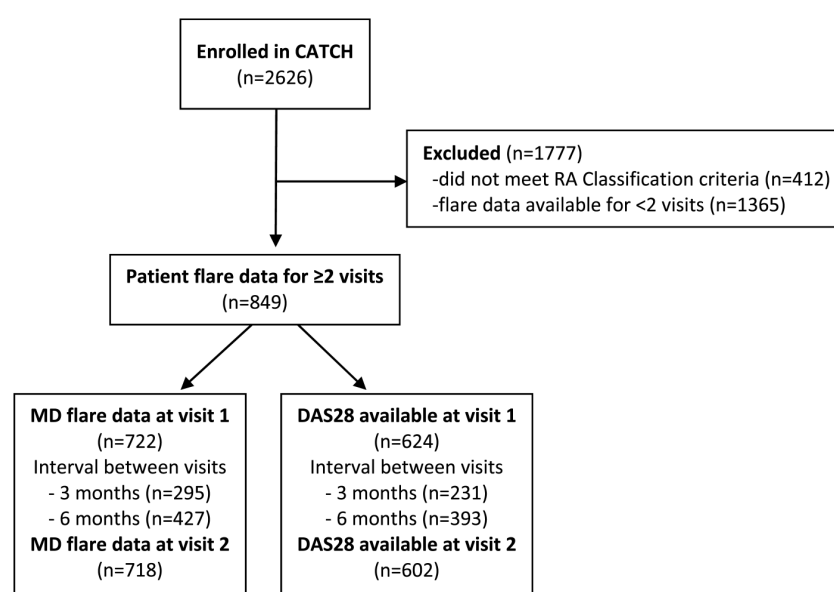 Enrolled in CATCH
(n=2626)
Excluded (n=1777)
-did not meet RA Classification criteria (n=412)
-flare data available for <2 visits (n=1365)
Patient flare data for ≥2 visits
(n=849)
MD flare data at visit 1
(n=722)
Interval between visits
- 3 months (n=295)
- 6 months (n=427)
MD flare data at visit 2
(n=718)
DAS28 available at visit 1
(n=624)
Interval between visits
- 3 months (n=231)
- 6 months (n=393)
DAS28 available at visit 2
(n=602)